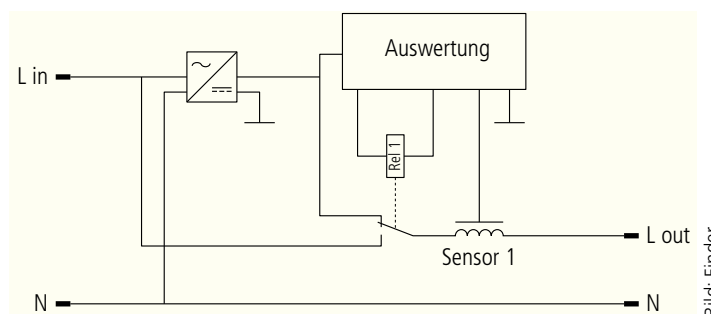 Auswertung
L in
Rel 1
L out
Sensor 1
N
N
Bild: Finder